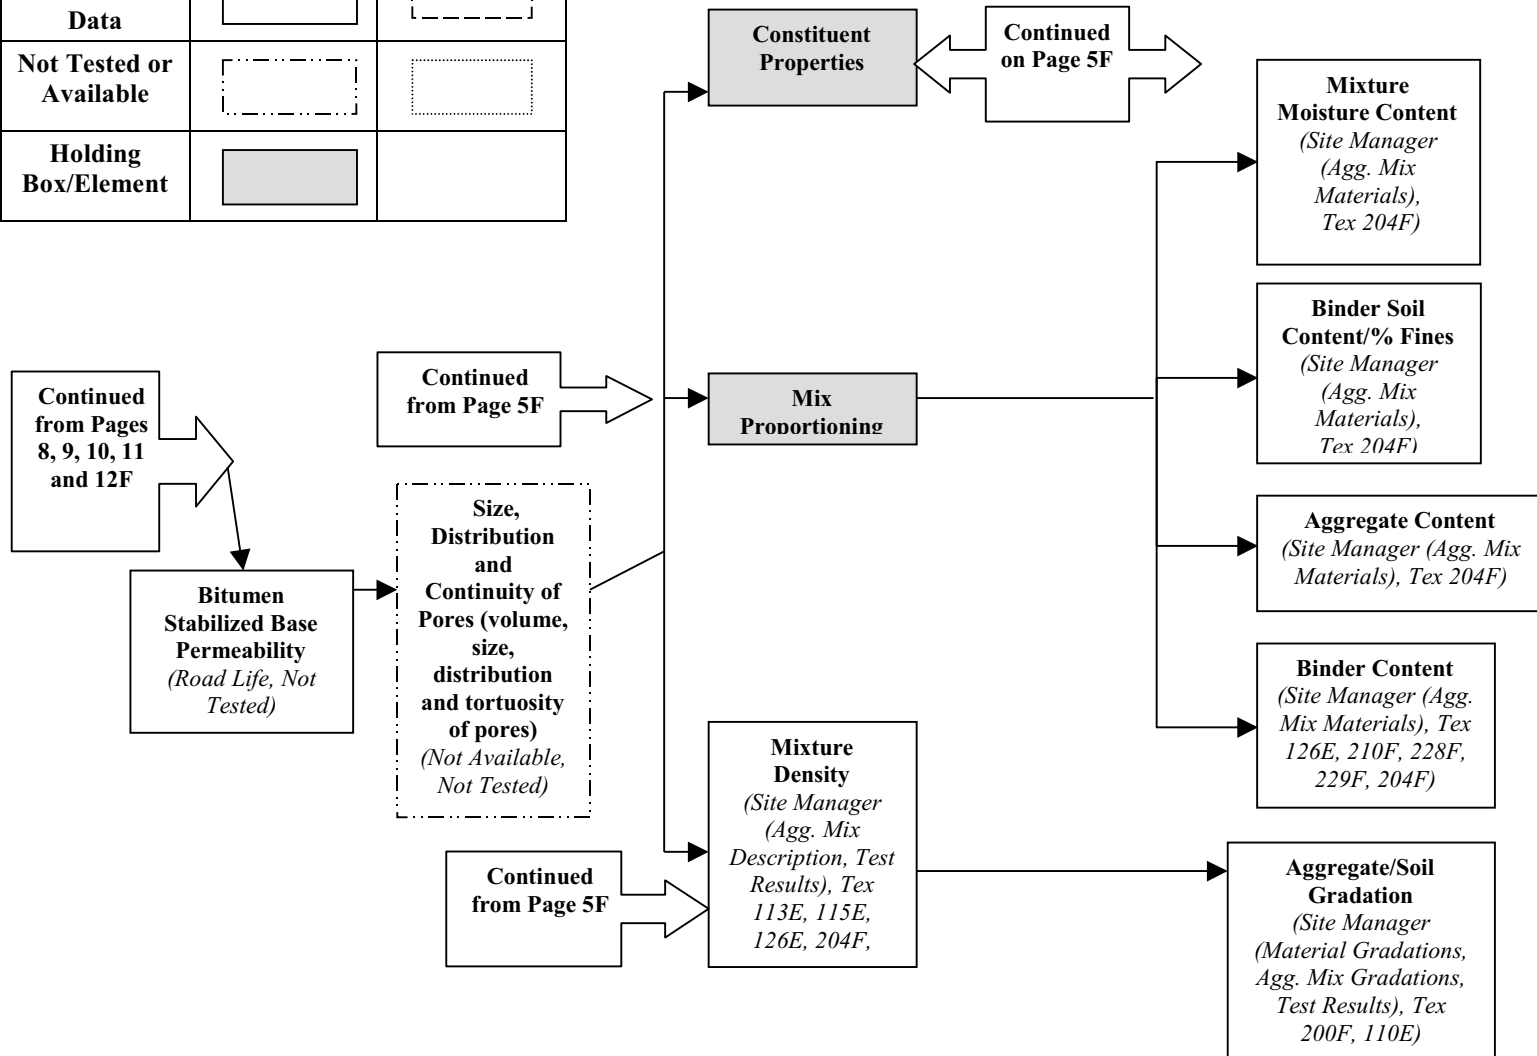 Data
Not Tested or
Available
Holding
Box/Element
Constituent
Properties
Continued
on Page 5F
Mixture
Moisture Content
(Site Manager
(Agg. Mix
Materials),
Tex 204F)
Binder Soil
Content/% Fines
(Site Manager
(Agg. Mix
Materials),
Tex 204F)
Continued
from Page 5F
Mix
Proportioning
Continued
from Pages
8, 9, 10, 11
and 12F
Size,
Distribution
and
Continuity of
Pores (volume,
size,
distribution
and tortuosity
of pores)
(Not Available,
Not Tested)
Bitumen
Stabilized Base
Permeability
(Road Life, Not
Tested)
Aggregate Content
(Site Manager (Agg. Mix
Materials), Tex 204F)
Binder Content
(Site Manager (Agg.
Mix Materials), Tex
126E, 210F, 228F,
229F, 204F)
Mixture
Density
(Site Manager
(Agg. Mix
Description, Test
Results), Tex
113E, 115E,
126E, 204F,
Continued
from Page 5F
Aggregate/Soil
Gradation
(Site Manager
(Material Gradations,
Agg. Mix Gradations,
Test Results), Tex
200F, 110E)